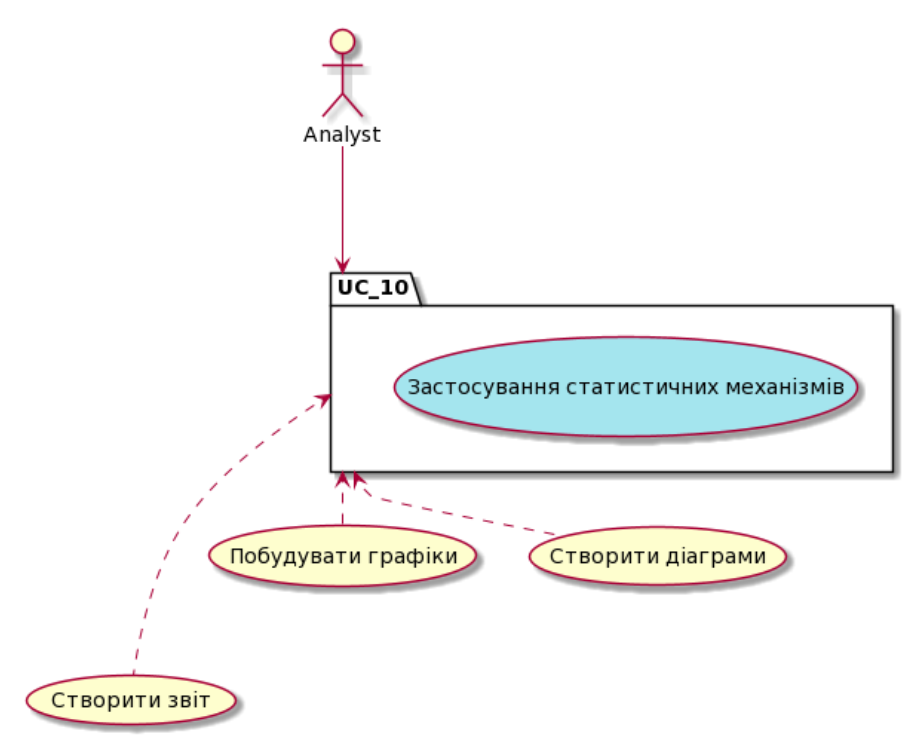 Analyst
UC_10
Застосування статистичних механізмів
Побудувати графіки
Створити діаграми
Створити звіт